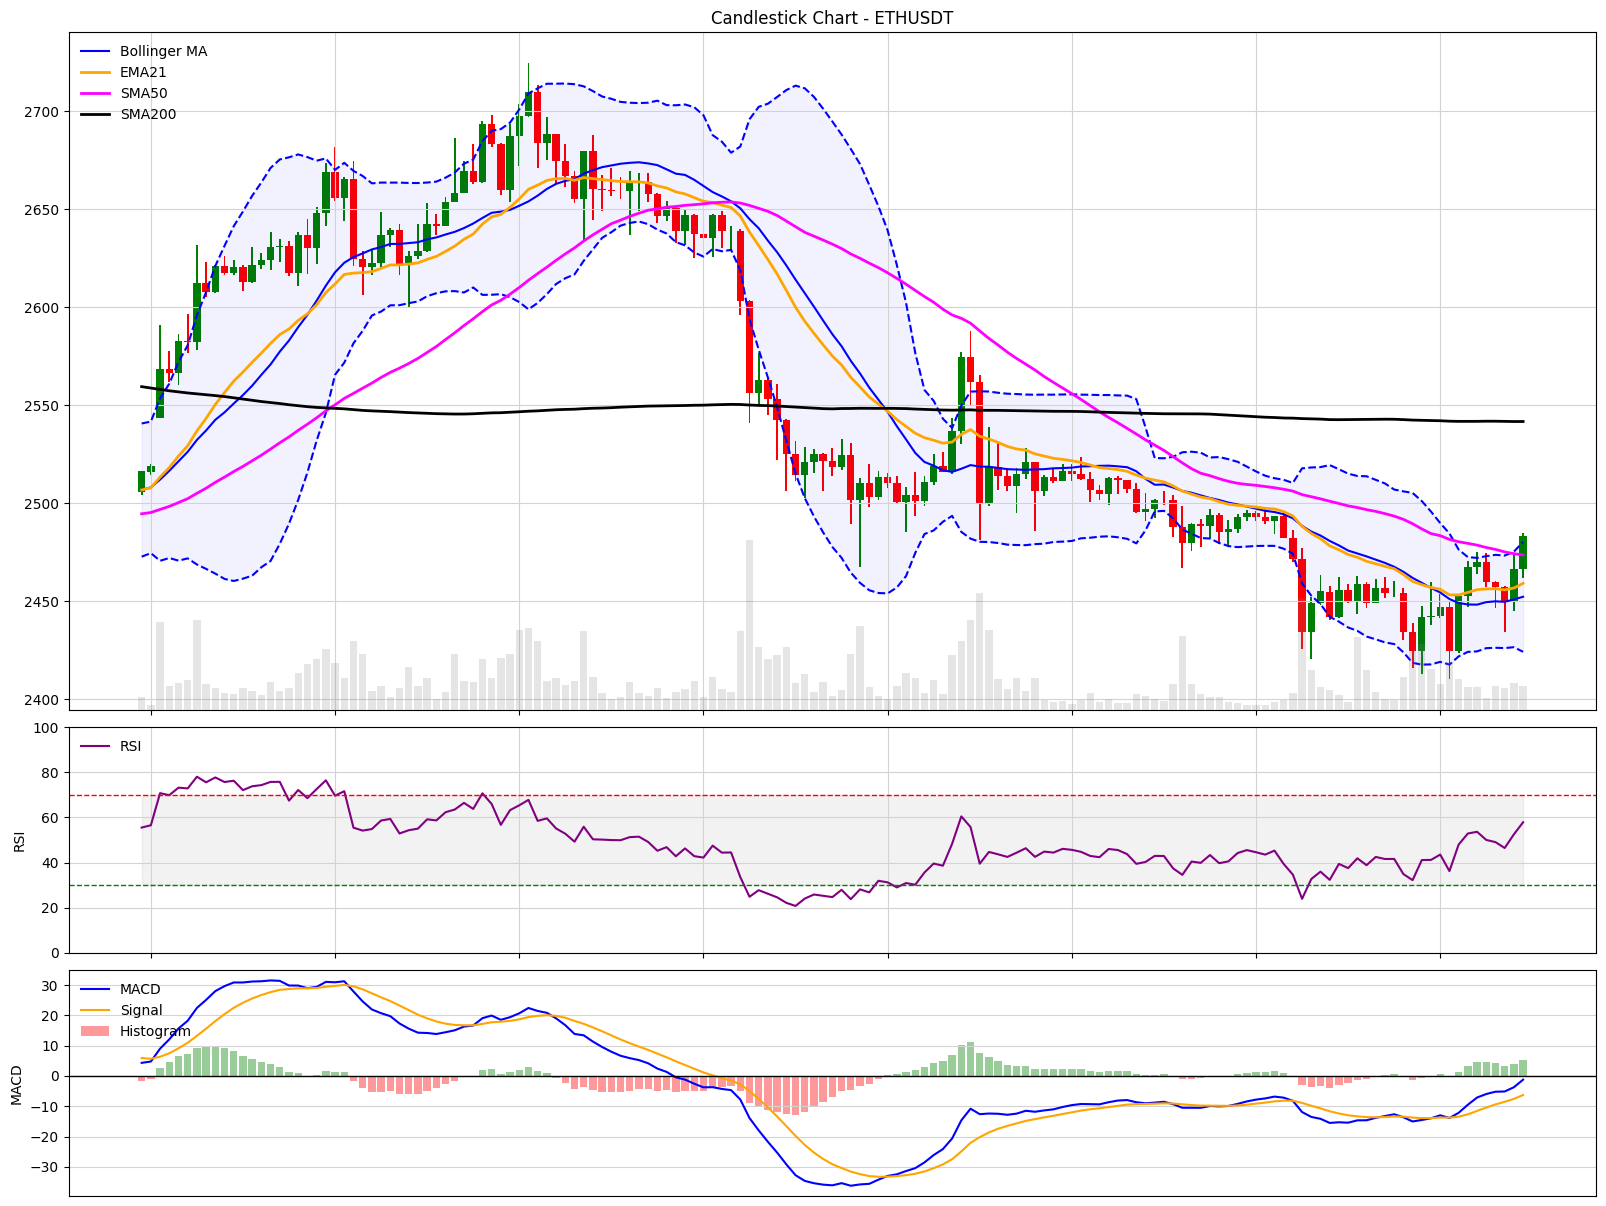 Candlestick Chart - ETHUSDT
Bollinger MA
EMA21
SMA50
SMA200
2700
2650
2600
2550
2500
2450
2400
RSI
100
80
60
40
20
0
RSI
MACD
Signal
Histogram
30
20
10
0
−10
−20
−30
MACD